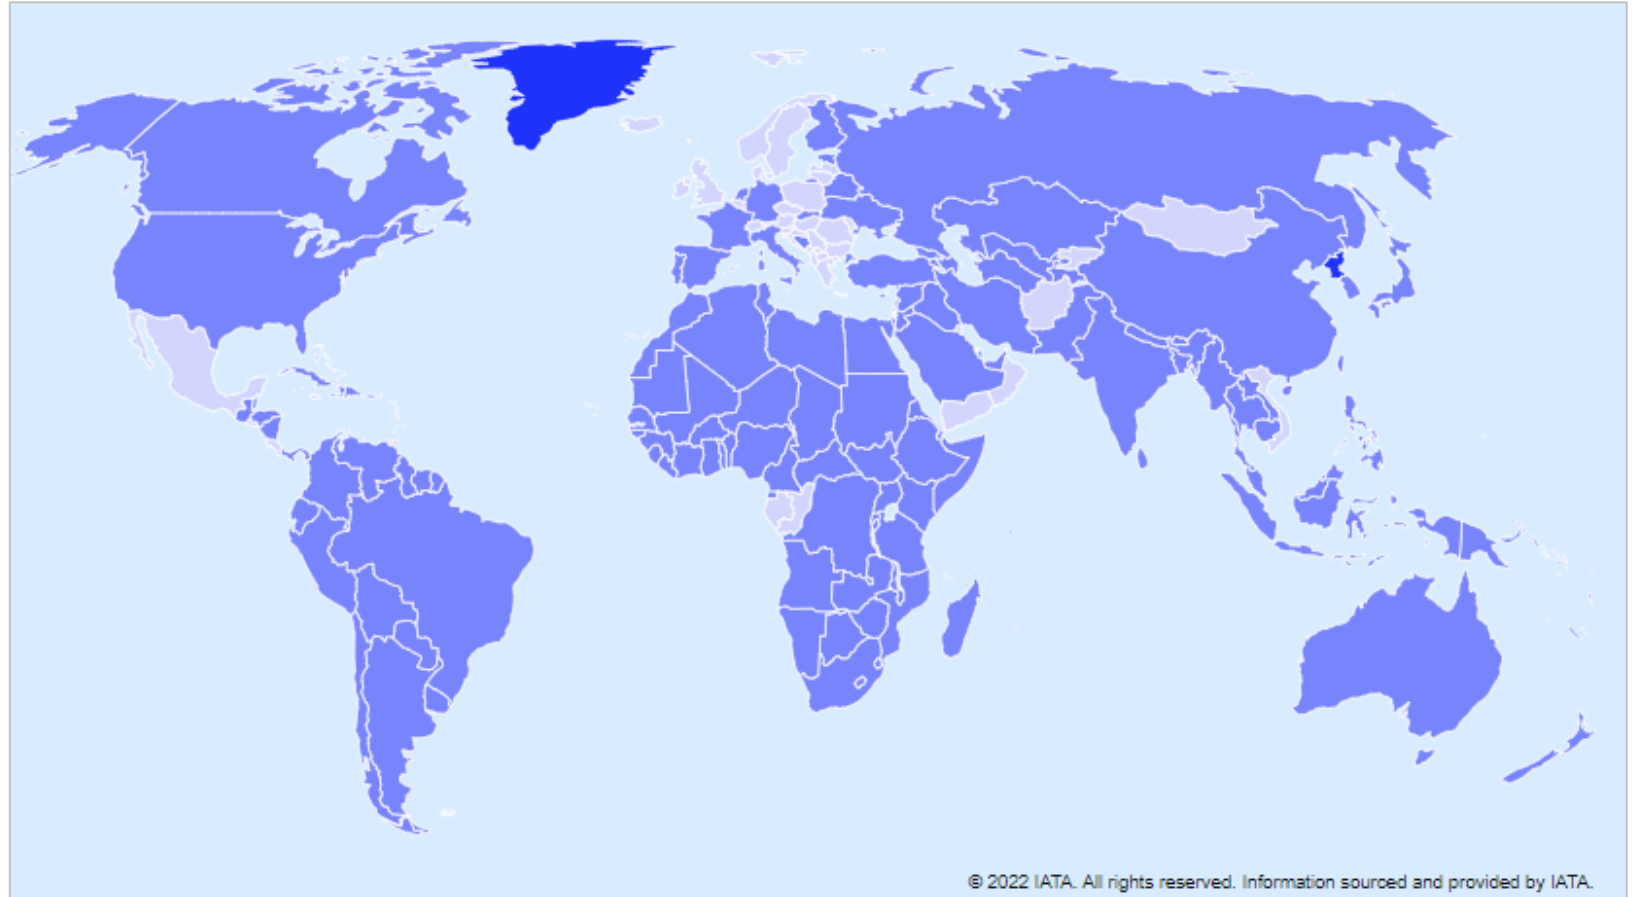 © 2022 IATA. All rights reserved. Information sourced and provided by IATA.